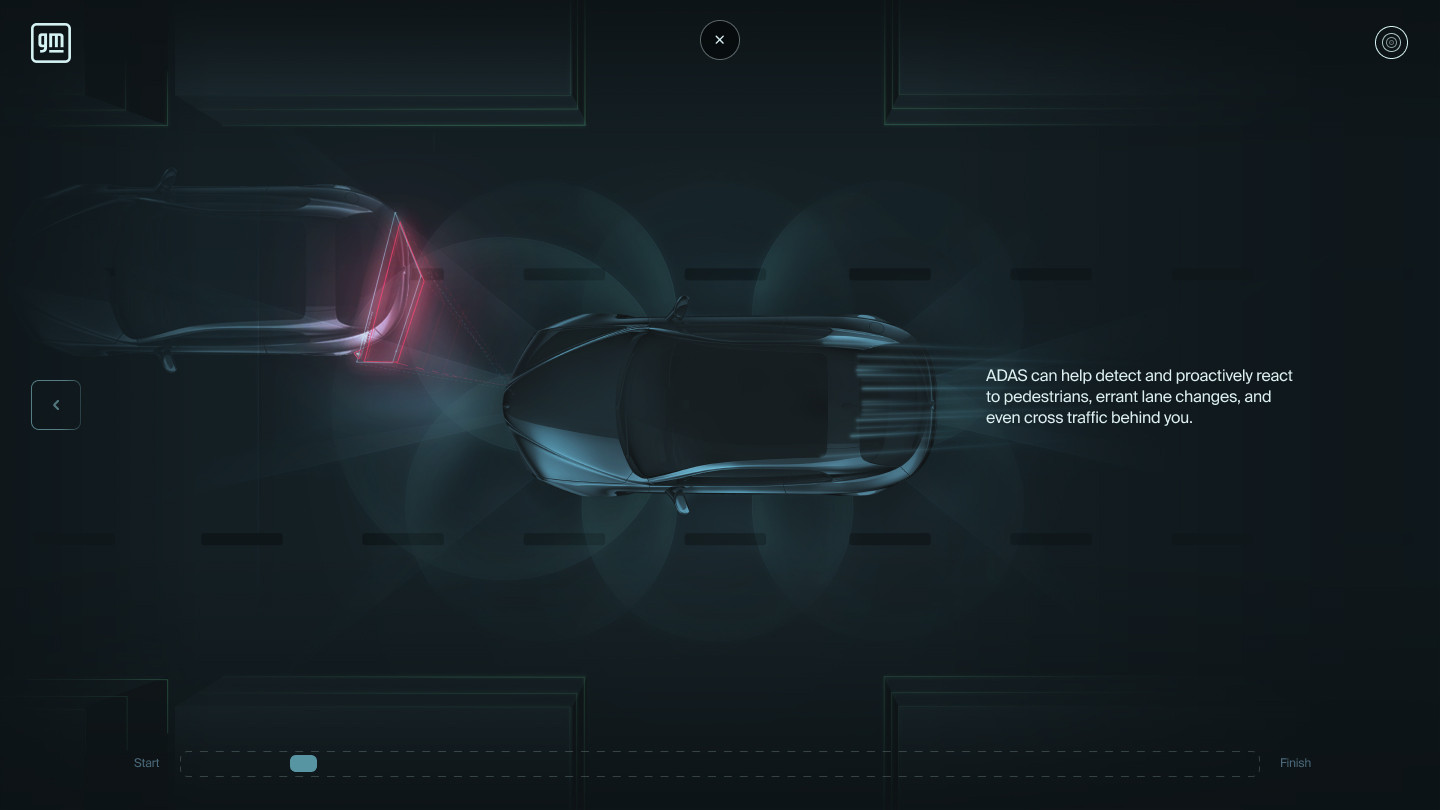 gm
ADAS can help detect and proactively react
to pedestrians, errant lane changes, and
even cross traffic behind you.
Start
Finish